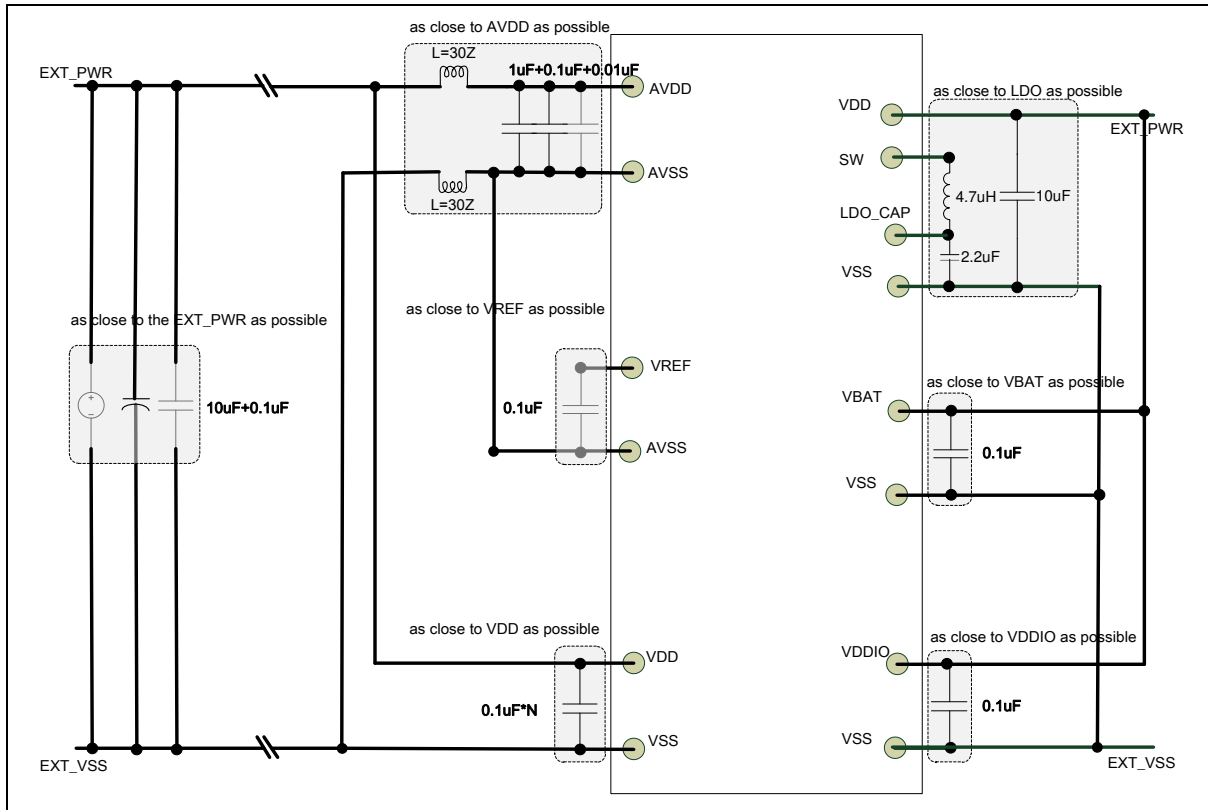 as close to AVDD as possible
L=30Z
EXT_PWR
1uF+0.1uF+0.01uF
AVDD
AVSS
L=30Z
as close to LDO as possible
VDD
EXT_PWR
SW
4.7uH
10uF
LDO_CAP
2.2uF
VSS
as close to the EXT_PWR as possible
+
−
10uF+0.1uF
as close to VREF as possible
VREF
0.1uF
AVSS
as close to VBAT as possible
VBAT
0.1uF
VSS
as close to VDD as possible
VDD
0.1uF*N
VSS
as close to VDDIO as possible
VDDIO
0.1uF
VSS
EXT_VSS
EXT_VSS